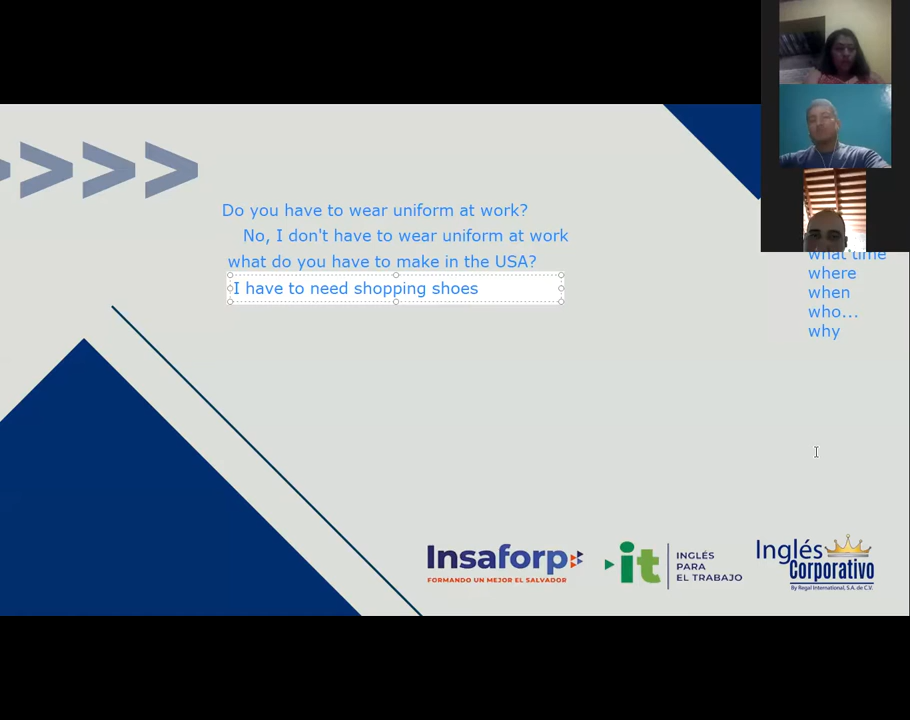 Do you have to wear uniform at work?
No, I don't have to wear uniform at work
what do you have to make in the USA?
I have to need shopping shoes
what time
where
when
who...
why
Insaforp
FORMANDO UN MEJOR EL SALVADOR
it
INGLÉS
PARA
EL TRABAJO
Inglés
Corporativo
By Regal International, S.A. de C.V.